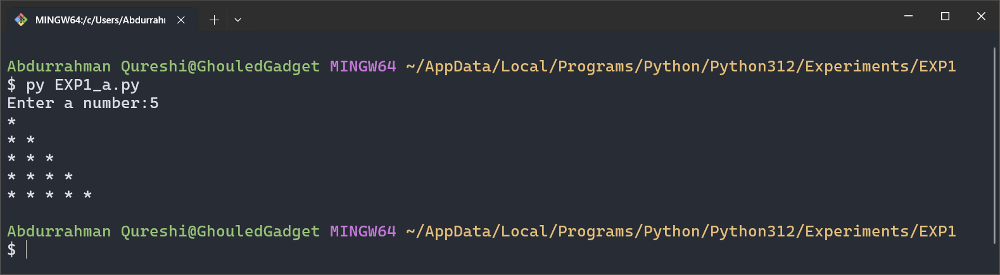 MINGW64:/c/Users/Abdurrahr
Abdurrahman Qureshi@GhouledGadget MINGW64 ~/AppData/Local/Programs/Python/Python312/Experiments/EXP1
$ py EXP1_a.py
Enter a number:5
*
* *
* * *
* * * *
* * * * *
Abdurrahman Qureshi@GhouledGadget MINGW64 ~/AppData/Local/Programs/Python/Python312/Experiments/EXP1
$